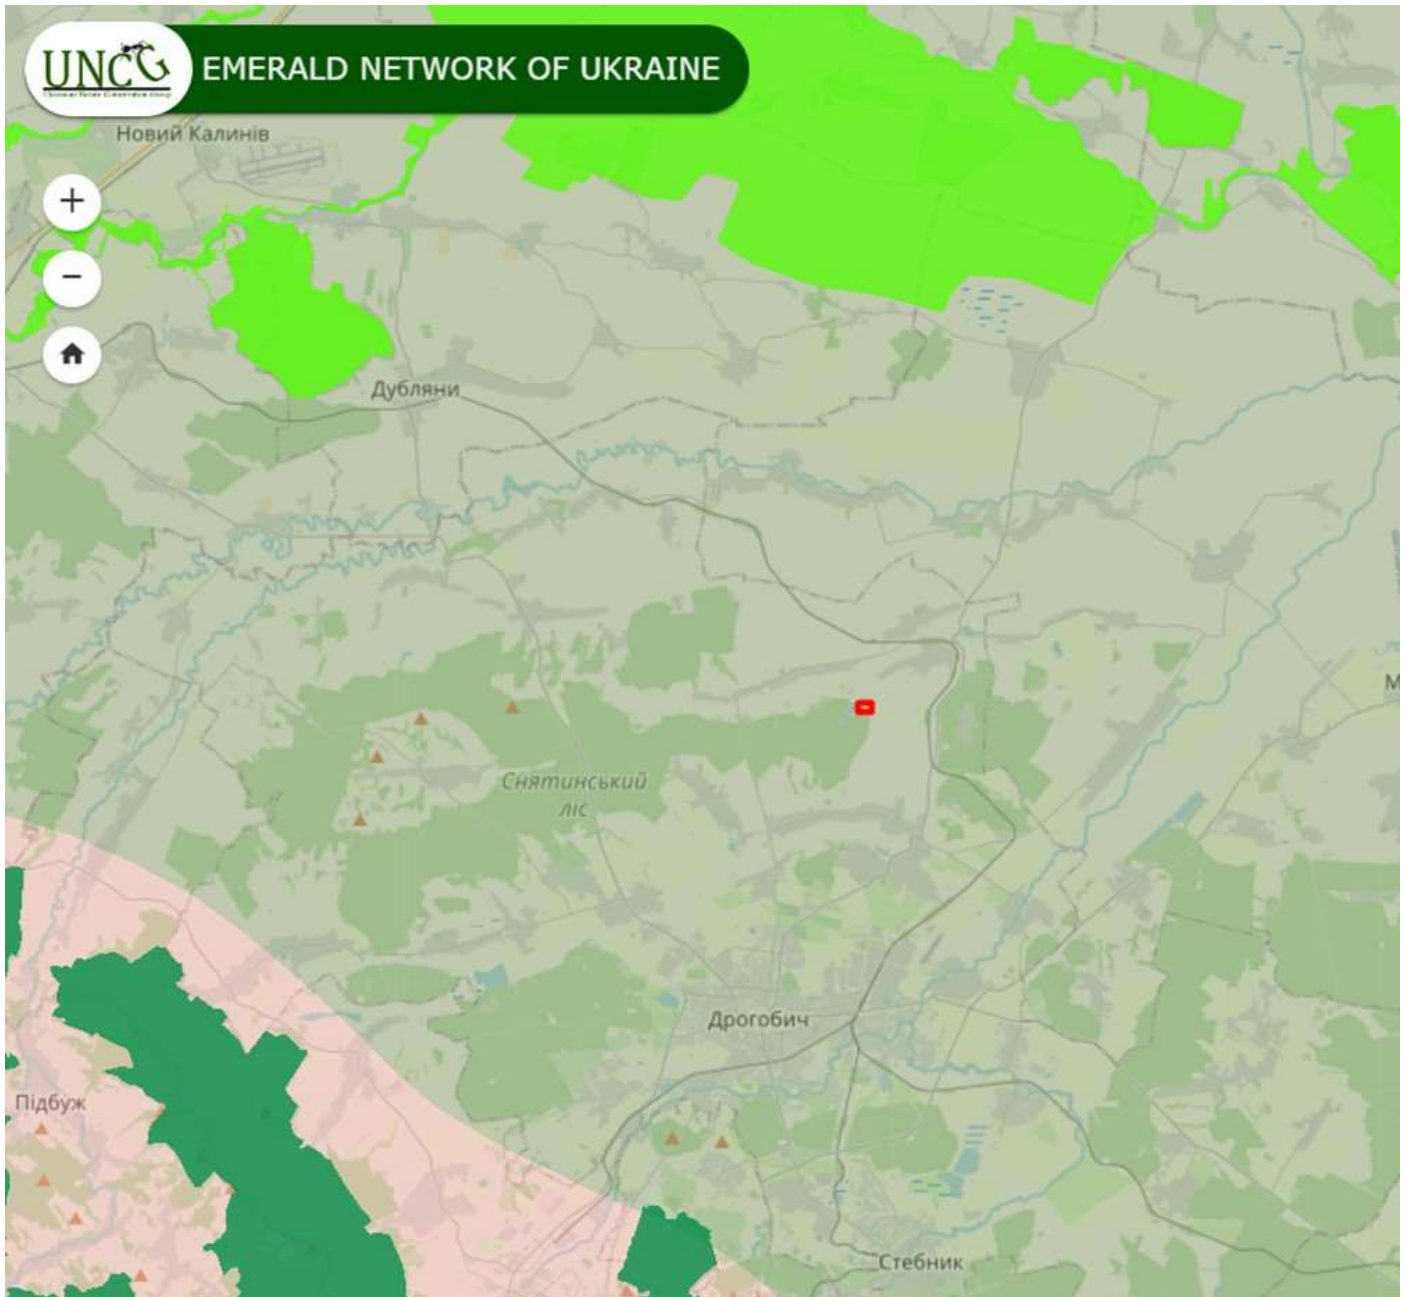 UNCG
EMERALD NETWORK OF UKRAINE
Новий Калинів
+
−
Дубляни
М
Снятинський
ліс
Дрогобич
Підбуж
Стебник